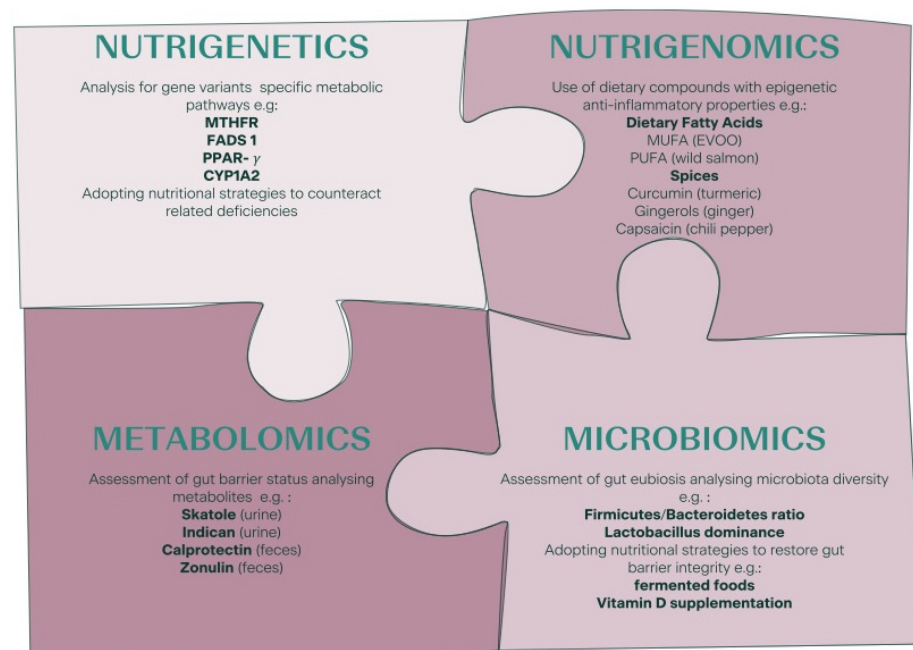 NUTRIGENETICS
Analysis for gene variants specific metabolic
pathways e.g:
MTHFR
FADS 1
PPAR- γ
CYP1A2
Adopting nutritional strategies to counteract
related deficiencies
NUTRIGENOMICS
Use of dietary compounds with epigenetic
anti-inflammatory properties e.g.:
Dietary Fatty Acids
MUFA (EVOO)
PUFA (wild salmon)
Spices
Curcumin (turmeric)
Gingerols (ginger)
Capsaicin (chili pepper)
METABOLOMICS
Assessment of gut barrier status analysing
metabolites e.g. :
Skatole (urine)
Indican (urine)
Calprotectin (feces)
Zonulin (feces)
MICROBIOMICS
Assessment of gut eubiosis analysing microbiota diversity
e.g. :
Firmicutes/Bacteroidetes ratio
Lactobacillus dominance
Adopting nutritional strategies to restore gut
barrier integrity e.g.:
fermented foods
Vitamin D supplementation